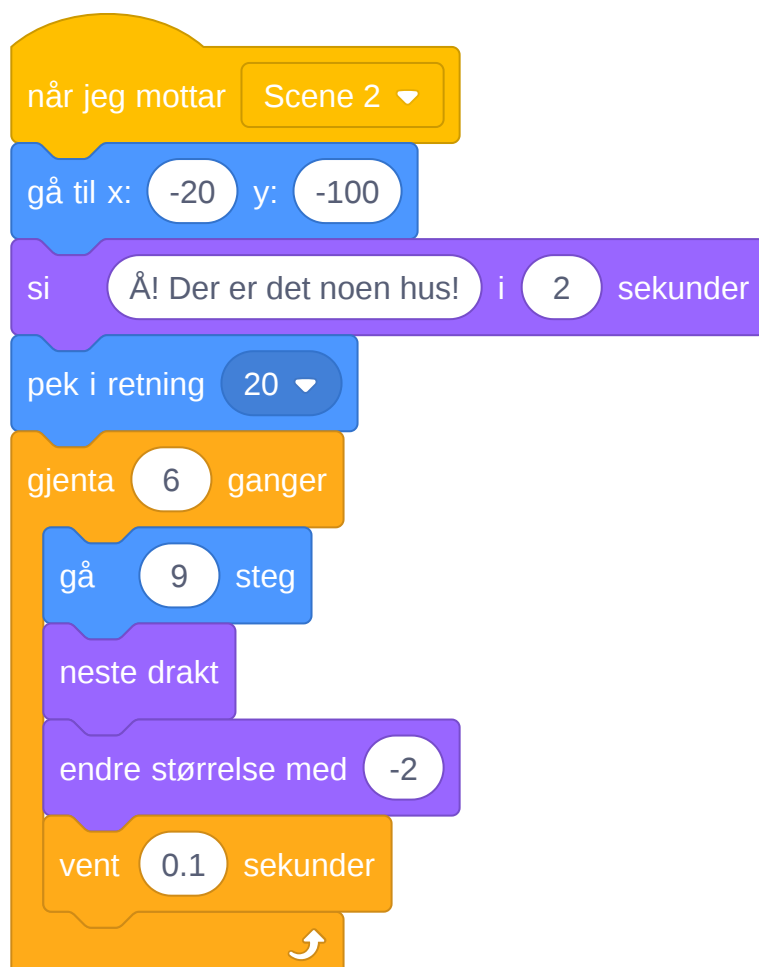 når jeg mottar Scene 2
gå til x: -20 y: -100
si Å! Der er det noen hus! i 2 sekunder
pek i retning 20
gjenta 6 ganger
gå 9 steg
neste drakt
endre størrelse med -2
vent 0.1 sekunder